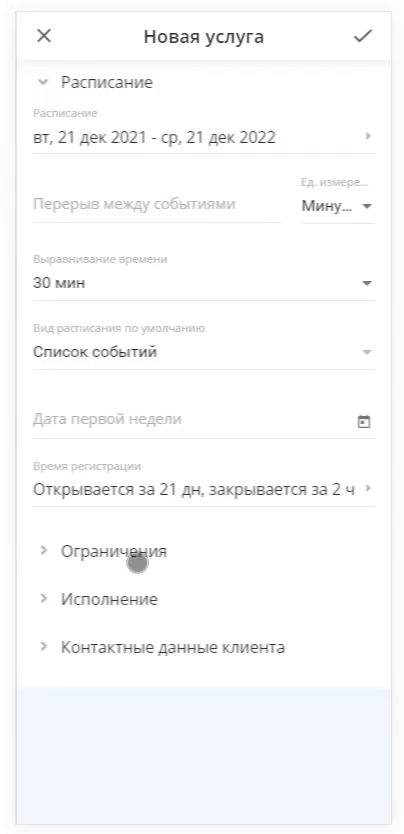 Новая услуга
Расписание
Расписание
вт, 21 дек 2021 - ср, 21 дек 2022
Ед. измере...
Перерыв между событиями
Мину...
Выравнивание времени
30 мин
Вид расписания по умолчанию
Список событий
Дата первой недели
Время регистрации
Открывается за 21 дн, закрывается за 2 ч
Ограничения
Исполнение
Контактные данные клиента